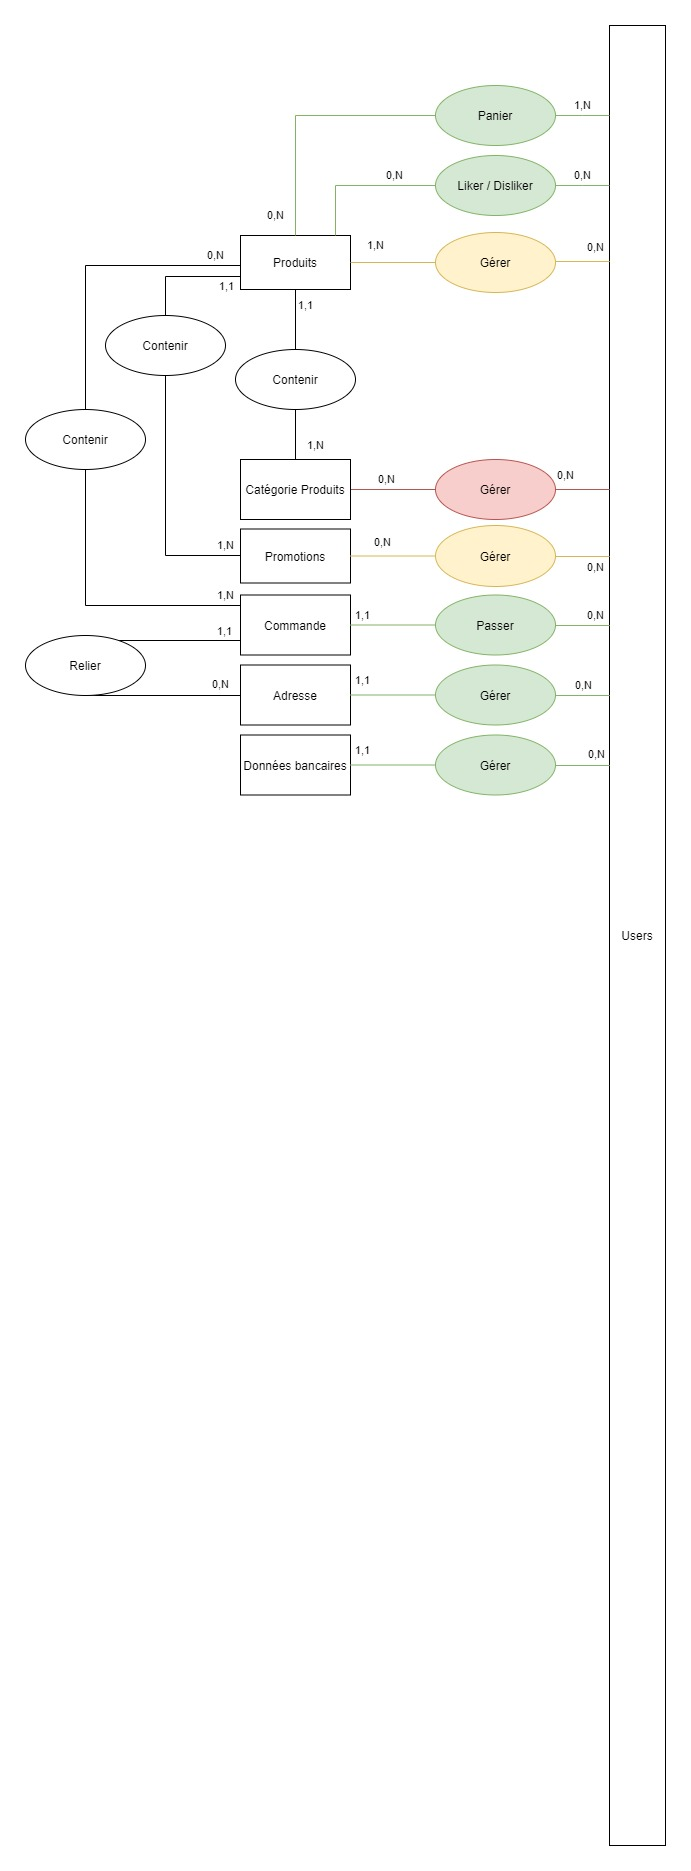 1,N
Panier
Liker / Disliker
0,N
0,N
0,N
1,N
0,N
0,N
Produits
Gérer
1,1
1,1
Contenir
Contenir
Contenir
1,N
0,N
0,N
Catégorie Produits
Gérer
0,N
1,N
Promotions
Gérer
0,N
1,N
1,1
0,N
Commande
Passer
1,1
Relier
1,1
0,N
0,N
Adresse
Gérer
1,1
0,N
Données bancaires
Gérer
Users